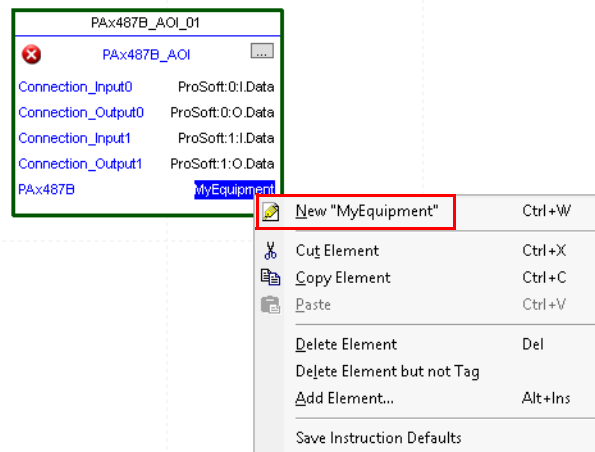 PAx487B_AOI_01
PAx487B_AOI ...
Connection_Input0 ProSoft:0:I.Data
Connection_Output0 ProSoft:0:O.Data
Connection_Input1 ProSoft:1:I.Data
Connection_Output1 ProSoft:1:O.Data
PAx487B MyEquipment
New "MyEquipment" Ctrl+W
Cut Element Ctrl+X
Copy Element Ctrl+C
Paste Ctrl+V
Delete Element Del
Delete Element but not Tag
Add Element... Alt+Ins
Save Instruction Defaults